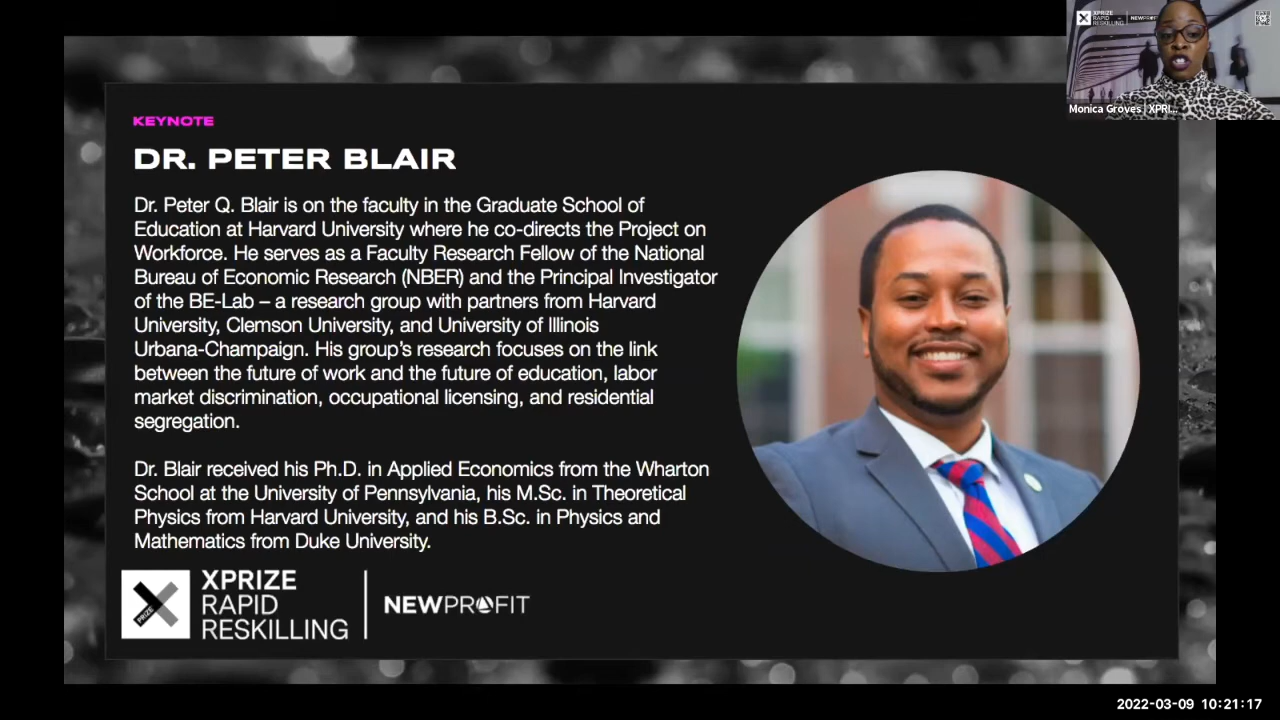 KEYNOTE
DR. PETER BLAIR
Dr. Peter Q. Blair is on the faculty in the Graduate School of
Education at Harvard University where he co-directs the Project on
Workforce. He serves as a Faculty Research Fellow of the National
Bureau of Economic Research (NBER) and the Principal Investigator
of the BE-Lab – a research group with partners from Harvard
University, Clemson University, and University of Illinois
Urbana-Champaign. His group's research focuses on the link
between the future of work and the future of education, labor
market discrimination, occupational licensing, and residential
segregation.
Dr. Blair received his Ph.D. in Applied Economics from the Wharton
School at the University of Pennsylvania, his M.Sc. in Theoretical
Physics from Harvard University, and his B.Sc. in Physics and
Mathematics from Duke University.
PRIZE
XPRIZE
RAPID
RESKILLING
NEWPROFIT
XPRIZE
RAPID
RESKILLING
NEWPROFIT
Monica Groves | XPRI...
2022-03-09 10:21:17